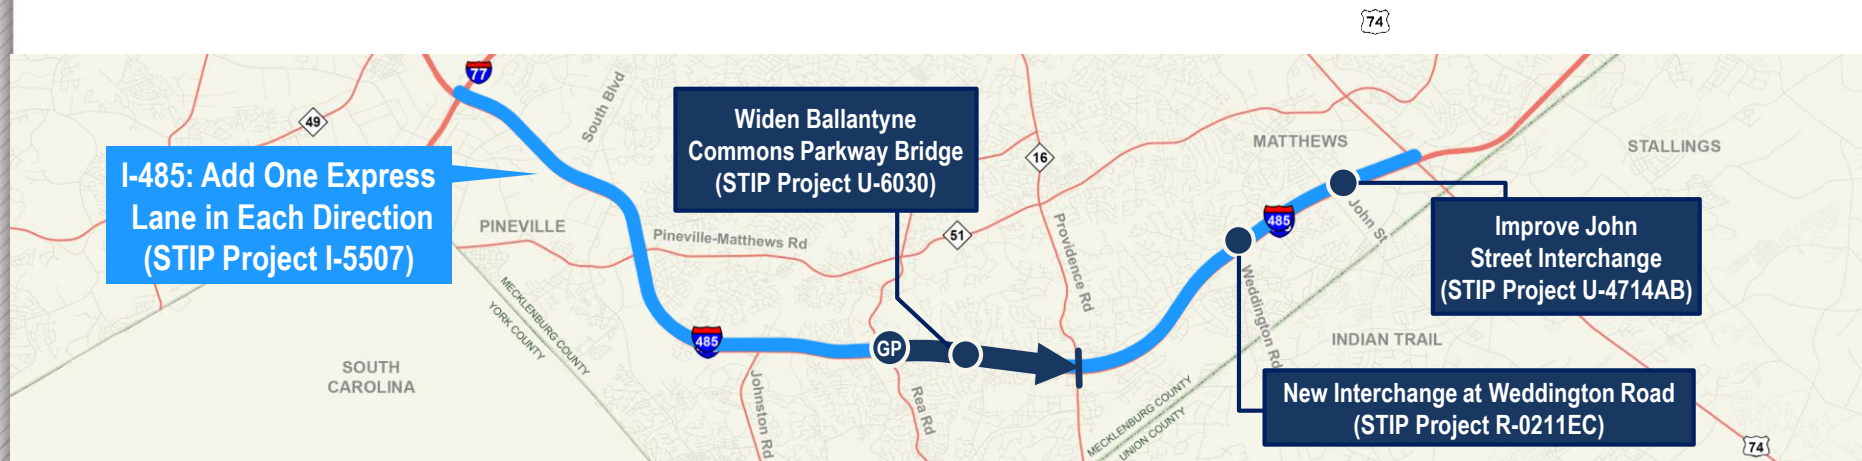 74
77
49
South Blvd
I-485: Add One Express
Lane in Each Direction
(STIP Project I-5507)
Widen Ballantyne
Commons Parkway Bridge
(STIP Project U-6030)
16
MATTHEWS
STALLINGS
PINEVILLE
Pineville-Matthews Rd
51
Providence Rd
485
John St
Improve John
Street Interchange
(STIP Project U-4714AB)
MECKLENBURG COUNTY
YORK COUNTY
485
GP
Weddington Rd
INDIAN TRAIL
SOUTH
CAROLINA
Johnston Rd
Rea Rd
MECKLENBURG COUNTY
UNION COUNTY
New Interchange at Weddington Road
(STIP Project R-0211EC)
74